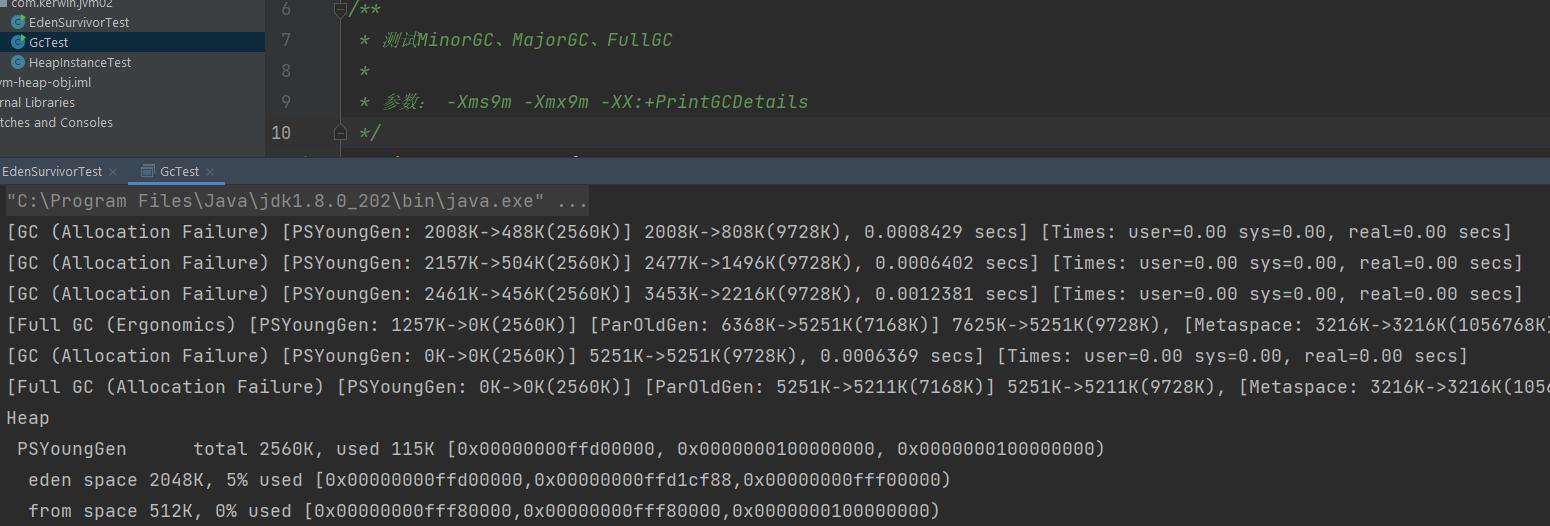 com.kerwin.jvm02
EdenSurvivorTest
GcTest
HeapInstanceTest
vm-heap-obj.iml
rnal Libraries
tches and Consoles
6 /**
7 * 测试MinorGC、MajorGC、FullGC
8 *
9 * 参数： -Xms9m -Xmx9m -XX:+PrintGCDetails
10 */
EdenSurvivorTest × GcTest ×
"C:\Program Files\Java\jdk1.8.0_202\bin\java.exe" ...
[GC (Allocation Failure) [PSYoungGen: 2008K->488K(2560K)] 2008K->808K(9728K), 0.0008429 secs] [Times: user=0.00 sys=0.00, real=0.00 secs]
[GC (Allocation Failure) [PSYoungGen: 2157K->504K(2560K)] 2477K->1496K(9728K), 0.0006402 secs] [Times: user=0.00 sys=0.00, real=0.00 secs]
[GC (Allocation Failure) [PSYoungGen: 2461K->456K(2560K)] 3453K->2216K(9728K), 0.0012381 secs] [Times: user=0.00 sys=0.00, real=0.00 secs]
[Full GC (Ergonomics) [PSYoungGen: 1257K->0K(2560K)] [ParOldGen: 6368K->5251K(7168K)] 7625K->5251K(9728K), [Metaspace: 3216K->3216K(1056768K)
[GC (Allocation Failure) [PSYoungGen: 0K->0K(2560K)] 5251K->5251K(9728K), 0.0006369 secs] [Times: user=0.00 sys=0.00, real=0.00 secs]
[Full GC (Allocation Failure) [PSYoungGen: 0K->0K(2560K)] [ParOldGen: 5251K->5211K(7168K)] 5251K->5211K(9728K), [Metaspace: 3216K->3216K(1056
Heap
PSYoungGen total 2560K, used 115K [0x00000000ffd00000, 0x0000000100000000, 0x0000000100000000)
eden space 2048K, 5% used [0x00000000ffd00000,0x00000000ffd1cf88,0x00000000fff00000)
from space 512K, 0% used [0x00000000fff80000,0x00000000fff80000,0x0000000100000000)